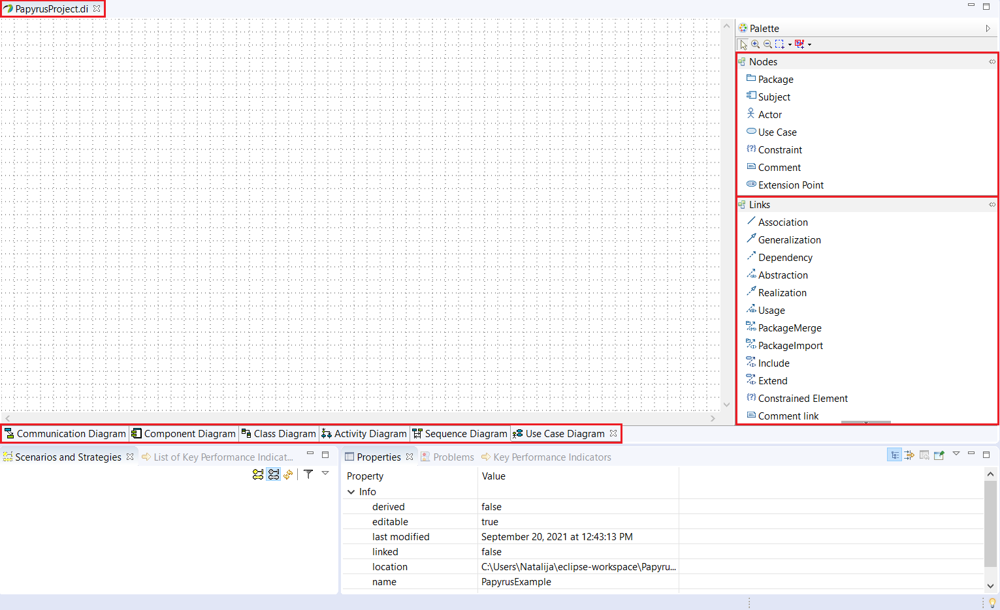 PapyrusProject.di
Palette
Nodes
Package
Subject
Actor
Use Case
Constraint
Comment
Extension Point
Links
Association
Generalization
Dependency
Abstraction
Realization
Usage
PackageMerge
PackageImport
Include
Extend
Constrained Element
Comment link
Communication Diagram Component Diagram Class Diagram Activity Diagram Sequence Diagram Use Case Diagram
Scenarios and Strategies List of Key Performance Indicat...
Properties Problems Key Performance Indicators
Property Value
Info
derived false
editable true
last modified September 20, 2021 at 12:43:13 PM
linked false
location C:\Users\Natalija\eclipse-workspace\Papyru...
name PapyrusExample